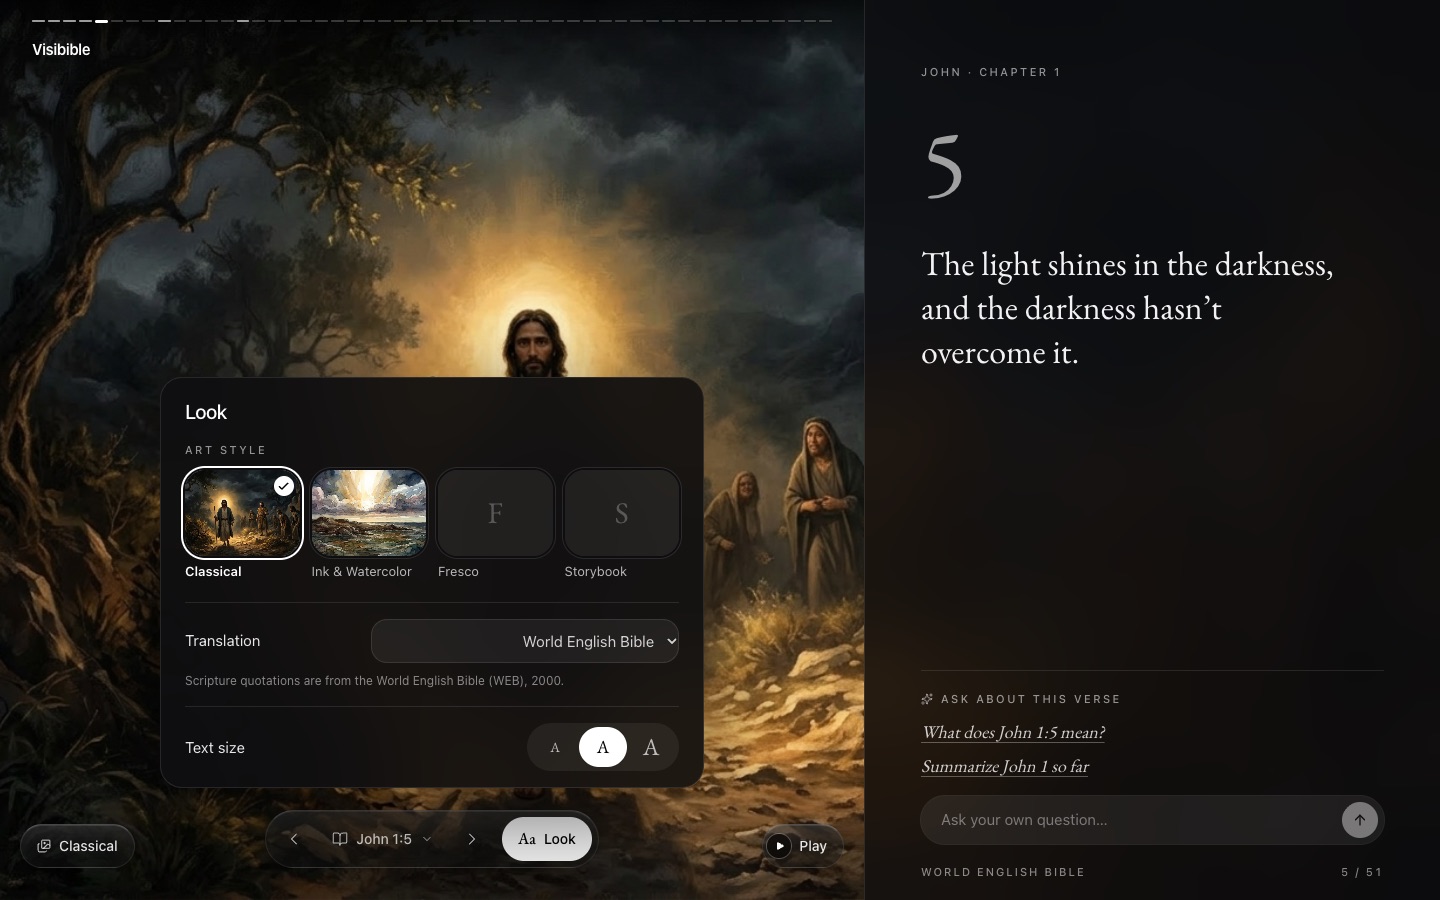 Visibible
JOHN · CHAPTER 1
5
The light shines in the darkness,
and the darkness hasn’t
overcome it.
Look
ART STYLE
F
S
Classical
Ink & Watercolor
Fresco
Storybook
Translation
World English Bible
Scripture quotations are from the World English Bible (WEB), 2000.
Text size
A
A
A
Classical
John 1:5
Aa Look
Play
ASK ABOUT THIS VERSE
What does John 1:5 mean?
Summarize John 1 so far
Ask your own question...
WORLD ENGLISH BIBLE
5 / 51